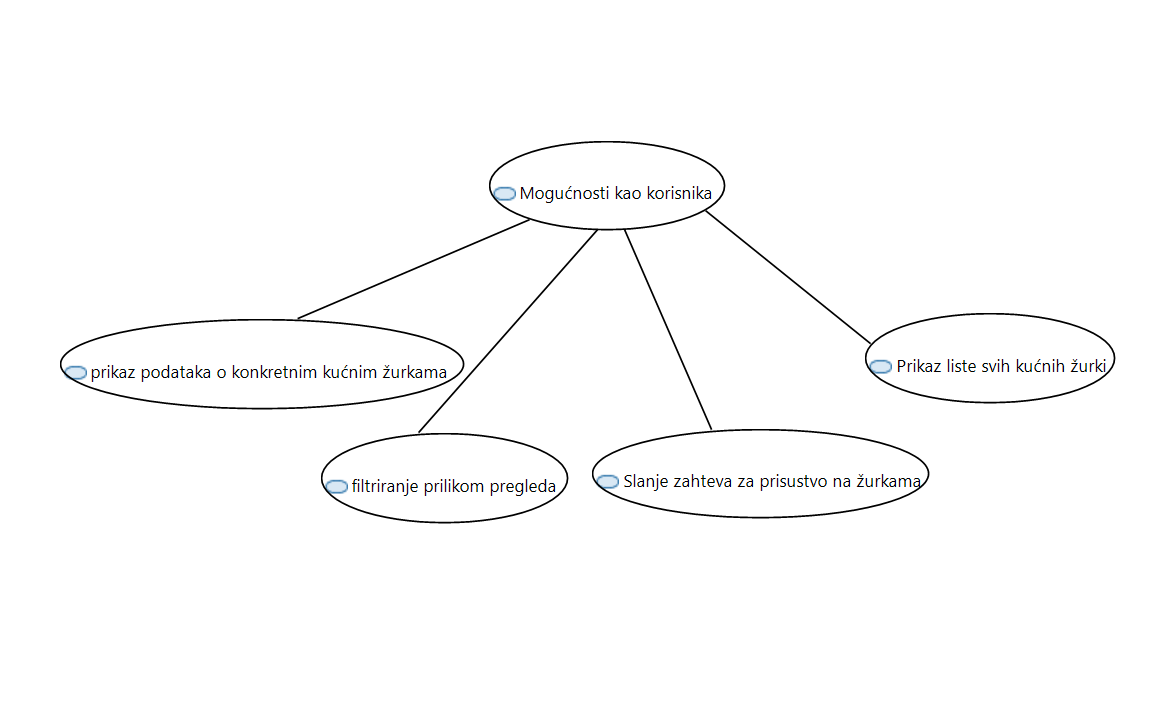 Mogućnosti kao korisnika
prikaz podataka o konkretnim kućnim žurkama
Prikaz liste svih kućnih žurki
filtriranje prilikom pregleda
Slanje zahteva za prisustvo na žurkama